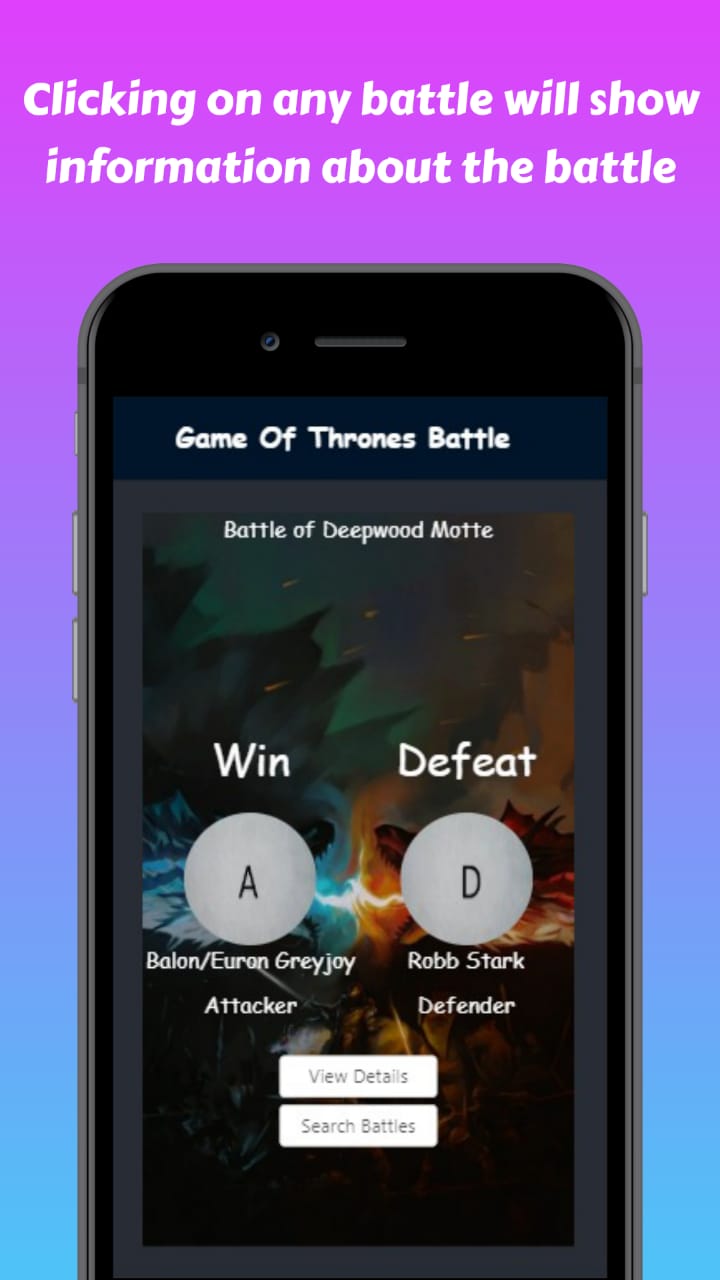 Clicking on any battle will show
information about the battle
Game Of Thrones Battle
Battle of Deepwood Motte
Win Defeat
A D
Balon/Euron Greyjoy Robb Stark
Attacker Defender
View Details
Search Battles